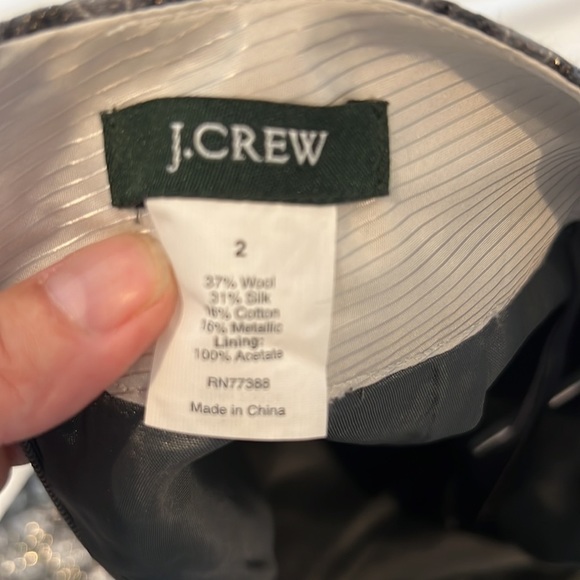 J.CREW
2
37% Wool
31% Silk
16% Cotton
16% Metallic
Lining:
100% Acetate
RN77388
Made in China